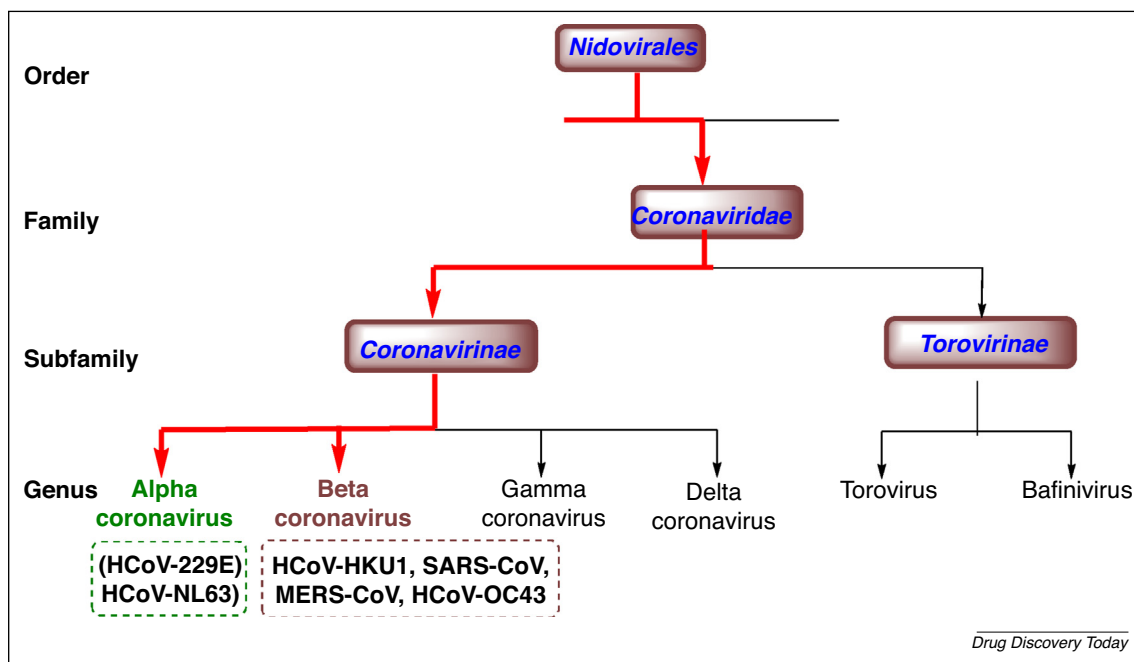 Nidovirales
Order
Family
Coronaviridae
Subfamily
Coronavirinae
Torovirinae
Genus
Alpha
coronavirus
Beta
coronavirus
Gamma
coronavirus
Delta
coronavirus
Torovirus
Bafinivirus
(HCoV-229E)
HCoV-NL63)
HCoV-HKU1, SARS-CoV,
MERS-CoV, HCoV-OC43
Drug Discovery Today